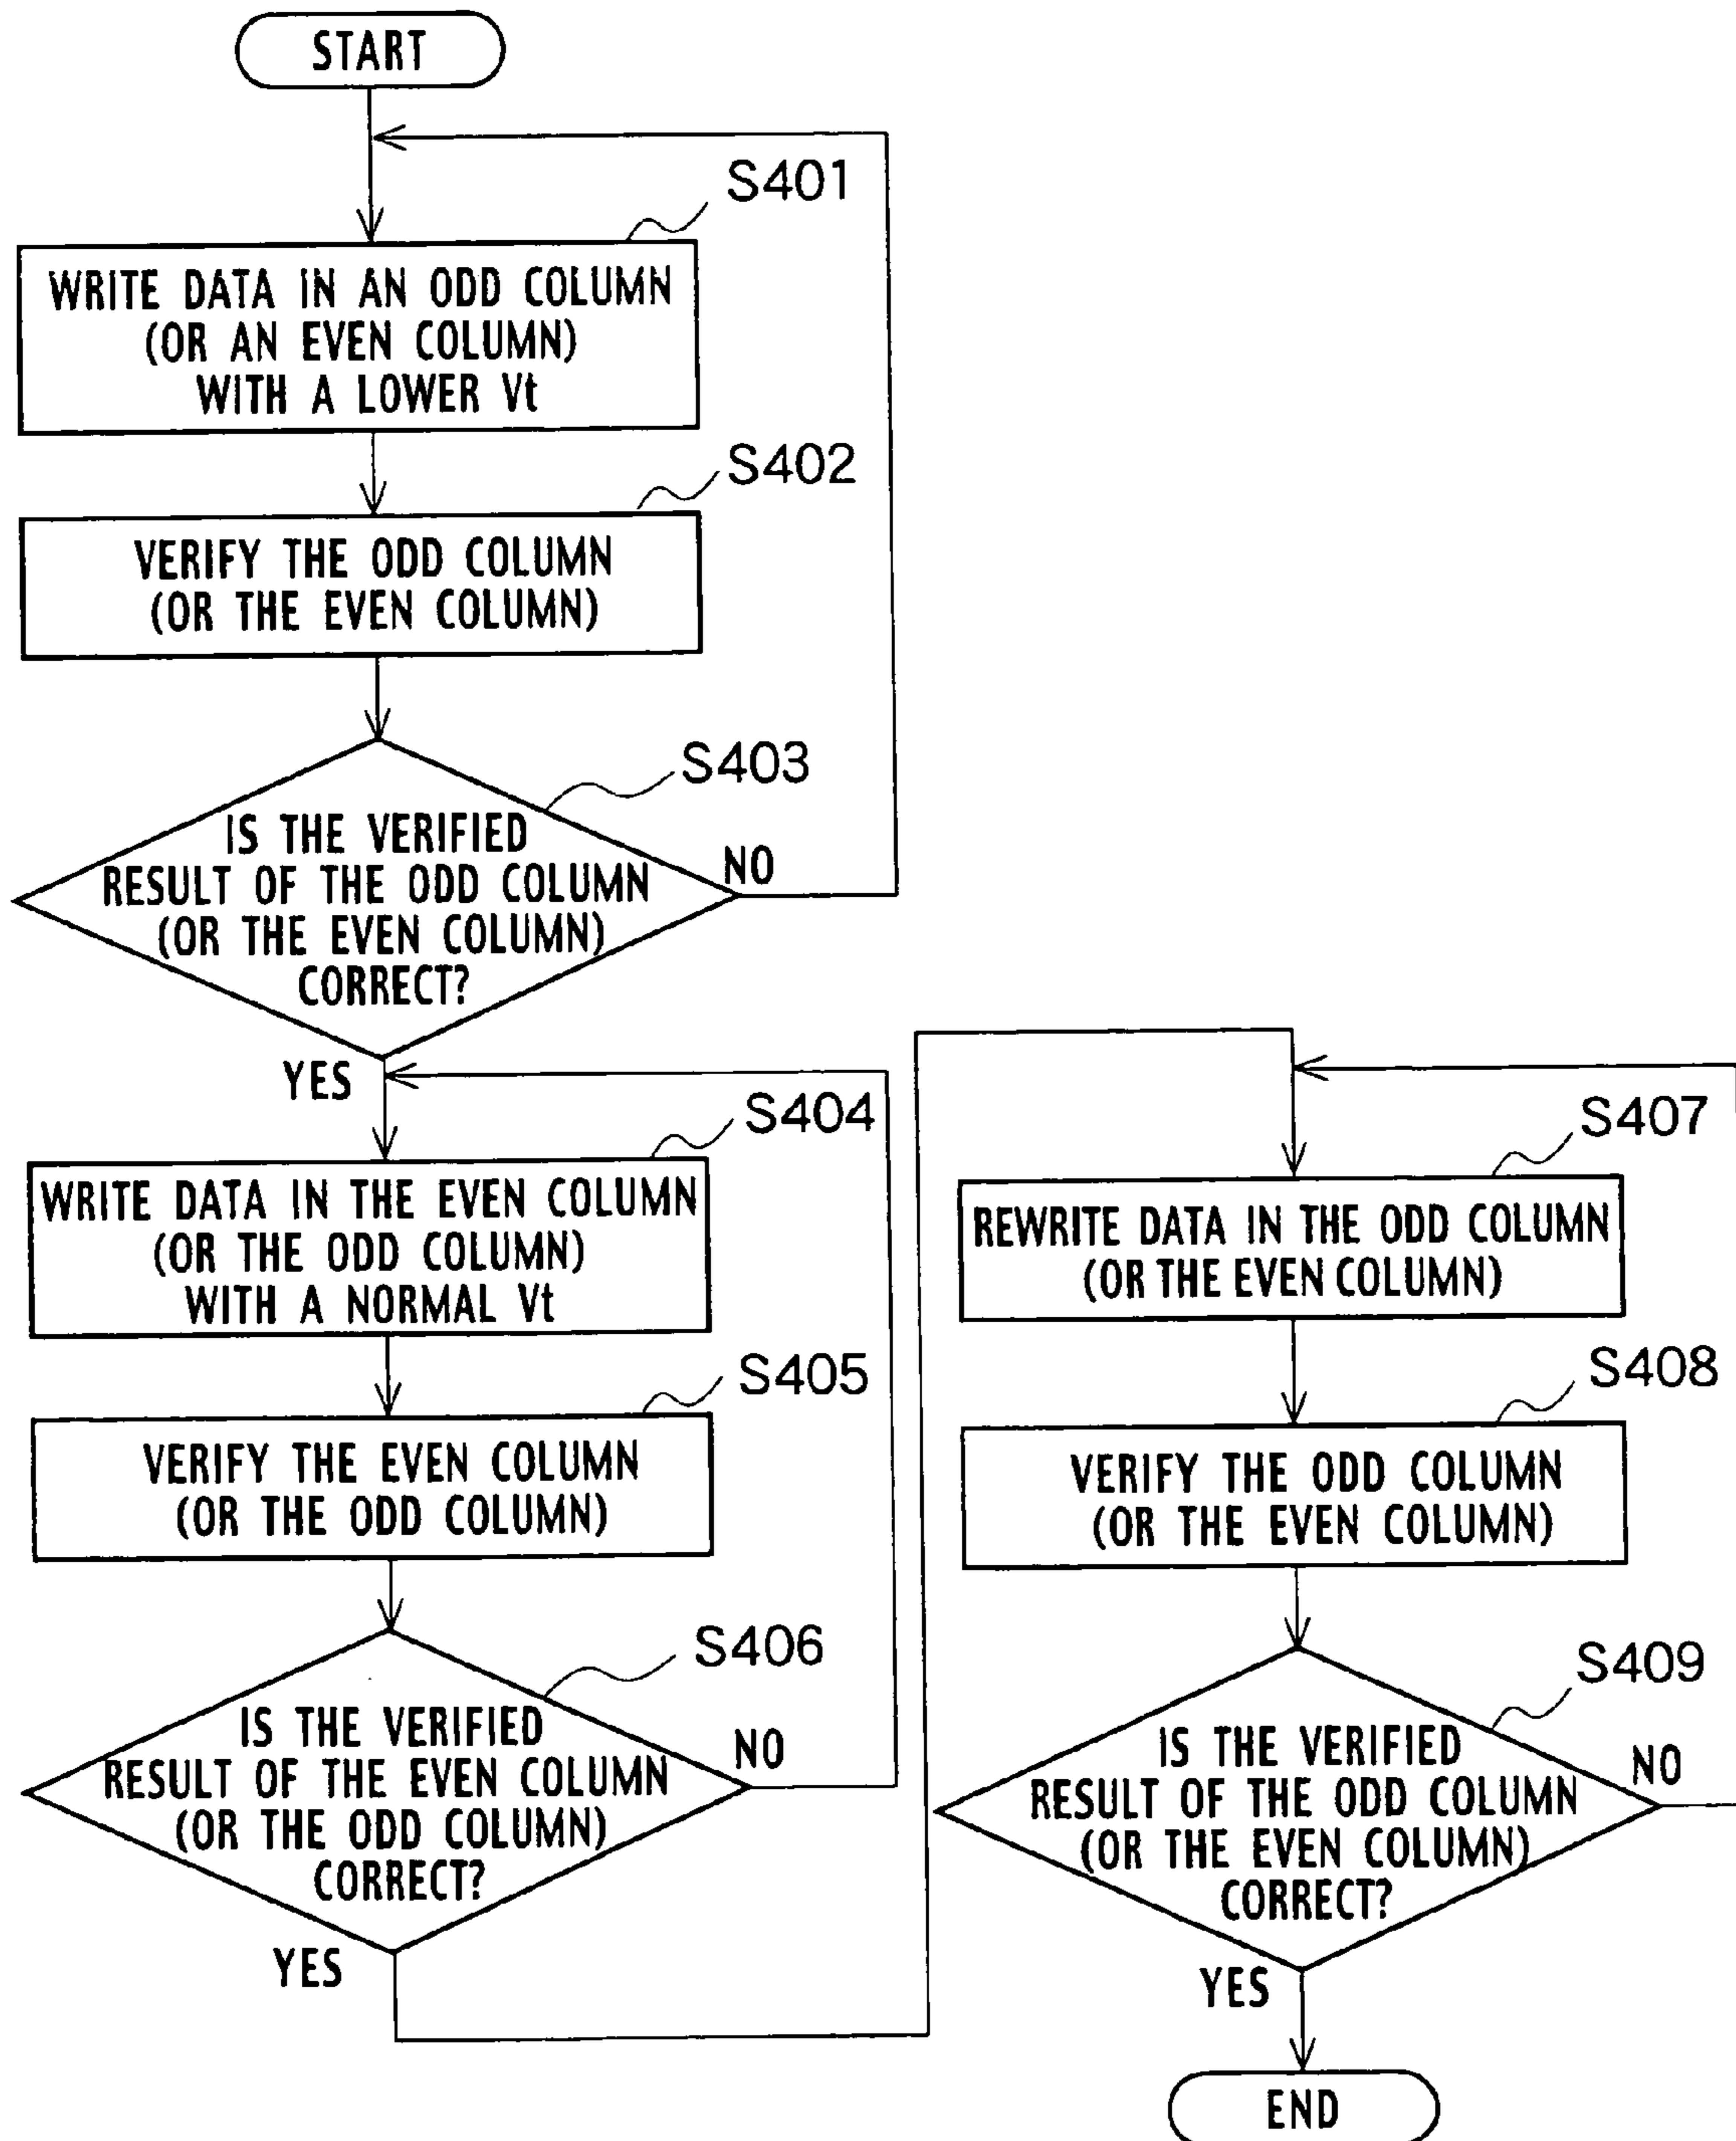 START
S401
WRITE DATA IN AN ODD COLUMN
(OR AN EVEN COLUMN)
WITH A LOWER Vt
S402
VERIFY THE ODD COLUMN
(OR THE EVEN COLUMN)
S403
IS THE VERIFIED
RESULT OF THE ODD COLUMN
(OR THE EVEN COLUMN)
CORRECT?
NO
YES
S404
WRITE DATA IN THE EVEN COLUMN
(OR THE ODD COLUMN)
WITH A NORMAL Vt
S405
VERIFY THE EVEN COLUMN
(OR THE ODD COLUMN)
S406
IS THE VERIFIED
RESULT OF THE EVEN COLUMN
(OR THE ODD COLUMN)
CORRECT?
NO
YES
S407
REWRITE DATA IN THE ODD COLUMN
(OR THE EVEN COLUMN)
S408
VERIFY THE ODD COLUMN
(OR THE EVEN COLUMN)
S409
IS THE VERIFIED
RESULT OF THE ODD COLUMN
(OR THE EVEN COLUMN)
CORRECT?
NO
YES
END